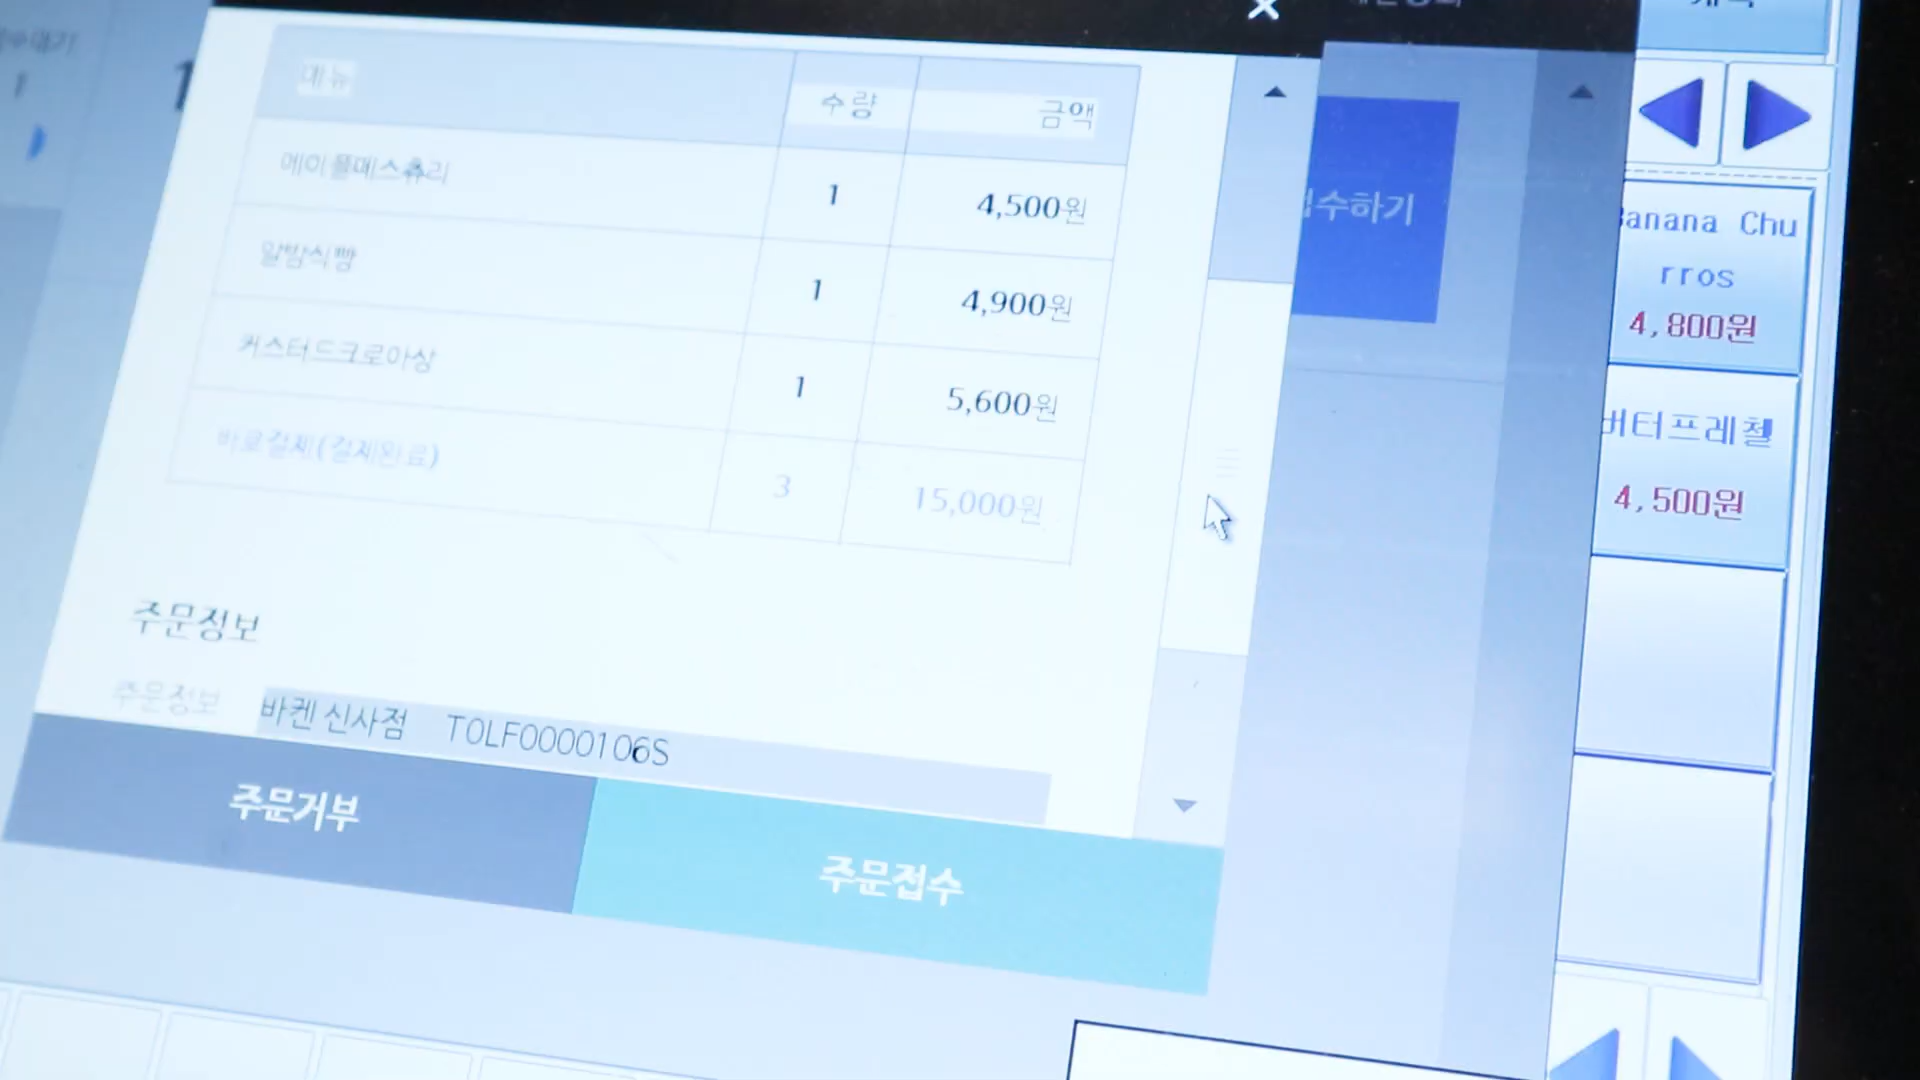 메뉴 수량 금액
메이플페스츄리 1 4,500원
알밤식빵 1 4,900원
커스터드크로아상 1 5,600원
바로결제(결제완료) 3 15,000원
주문정보
주문정보 바켄 신사점 T0LF0000106S
주문거부 주문접수
접수하기
Banana Chu
rros
4,800원
버터프레첼
4,500원